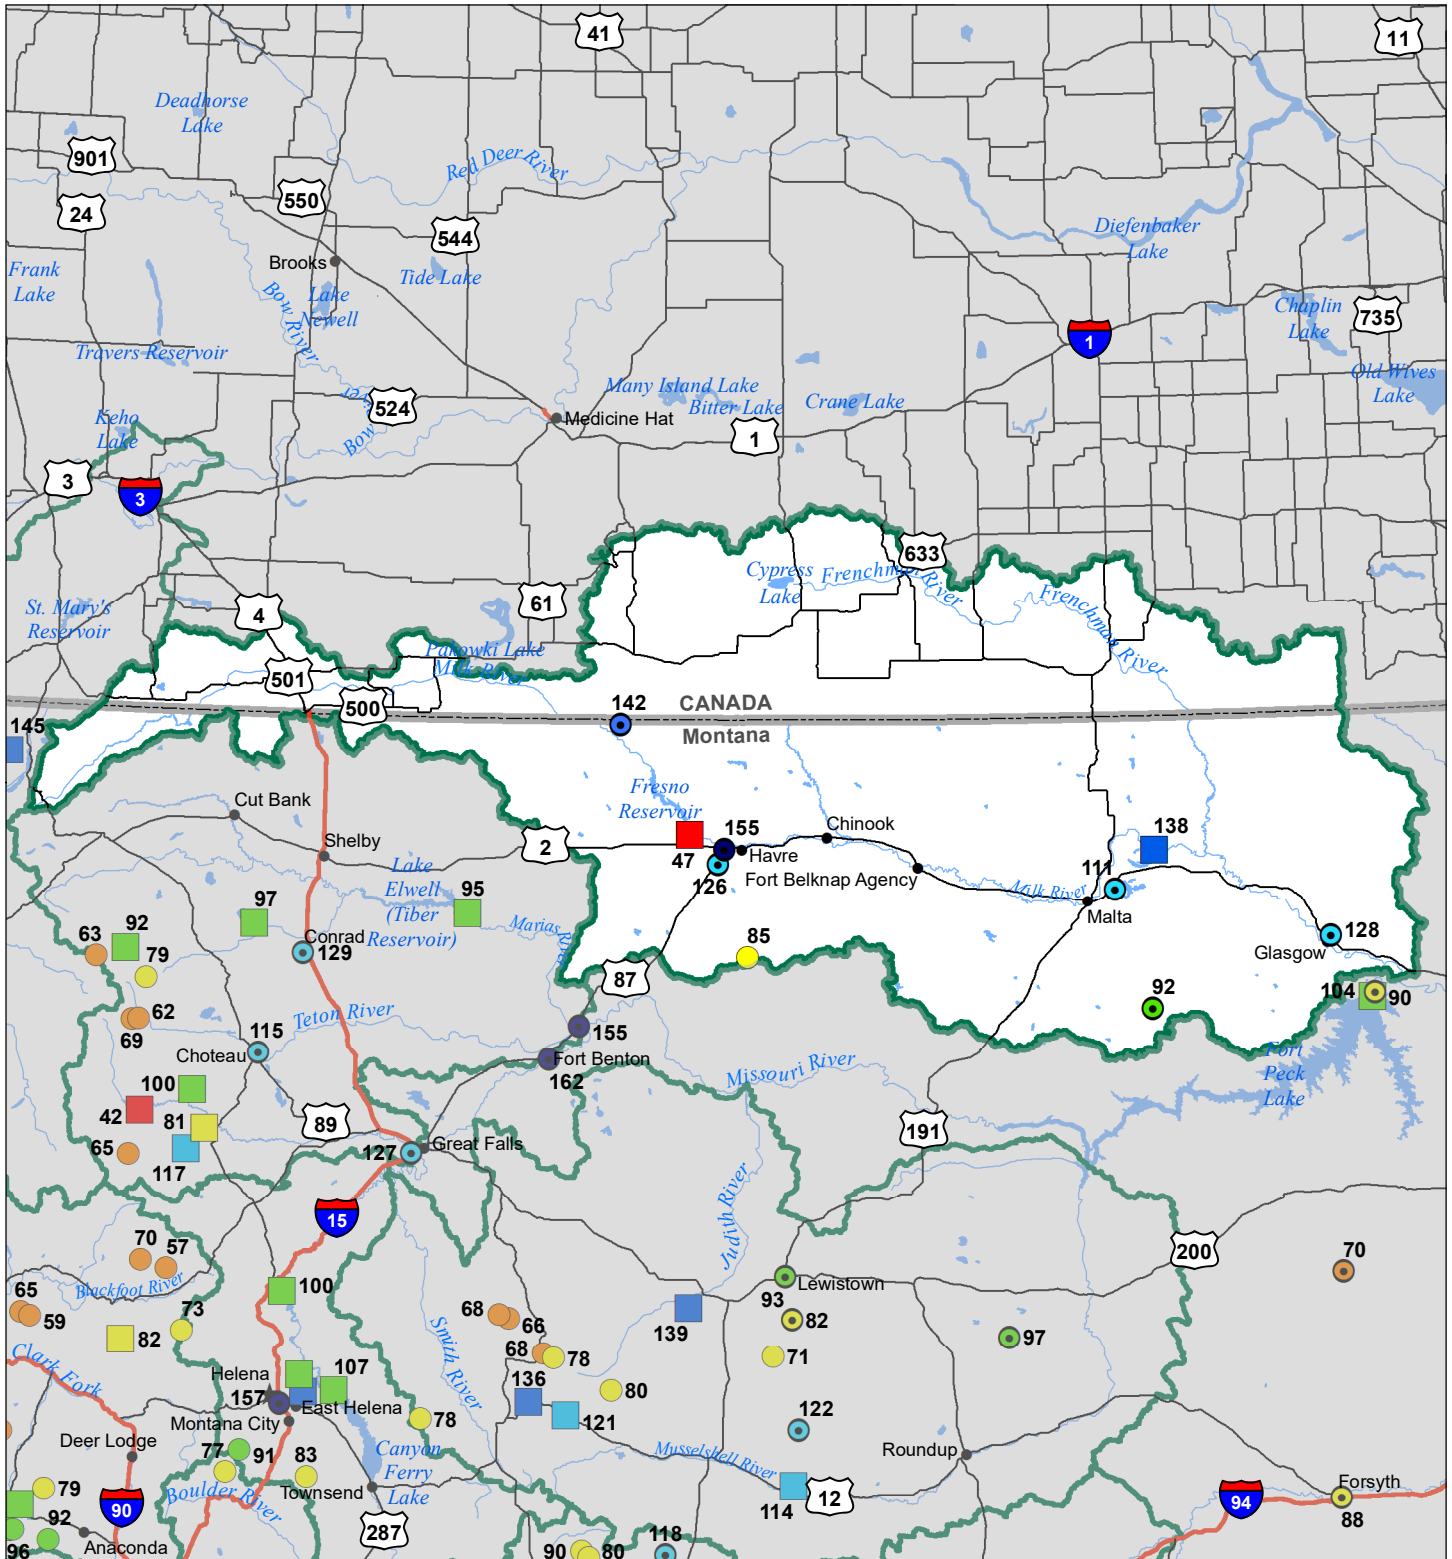 41
11
Deadhorse
Lake
901
Red Deer River
550
24
544
Diefenbaker
Lake
Brooks
Frank
Lake
Tide Lake
Bow River
Lake
Newell
Chaplin
Lake
735
1
Travers Reservoir
Many Island Lake
Old Wives
Lake
Bitter Lake
Crane Lake
524
Bow
Keho
Lake
Medicine Hat
1
3
3
633
Cypress
Lake
Frenchman River
Frenchman River
61
4
St. Mary's
Reservoir
Pakowki Lake
Milk River
501
500
142
CANADA
Montana
145
Fresno
Reservoir
Cut Bank
Chinook
138
155
Shelby
2
47
Havre
Lake
Elwell
(Tiber
Reservoir)
126
Fort Belknap Agency
111
Milk River
95
97
Malta
Marias River
92
63
Conrad
129
128
79
85
Glasgow
87
92
104
90
62
69
Teton River
155
115
Choteau
Fort Benton
162
Fort
Peck
Lake
Missouri River
100
42
81
89
191
65
117
127
Great Falls
Judith River
15
70
57
200
70
Blackfoot River
65
59
100
Lewistown
93
73
68
66
82
139
82
97
Smith River
68
78
71
Clark Fork
Helena
107
157
136
80
East Helena
121
Montana City
78
122
Deer Lodge
77
91
83
Canyon
Ferry
Lake
Musselshell River
Roundup
79
Boulder River
Townsend
114
12
94
Forsyth
88
90
92
287
96
Anaconda
90
80
118